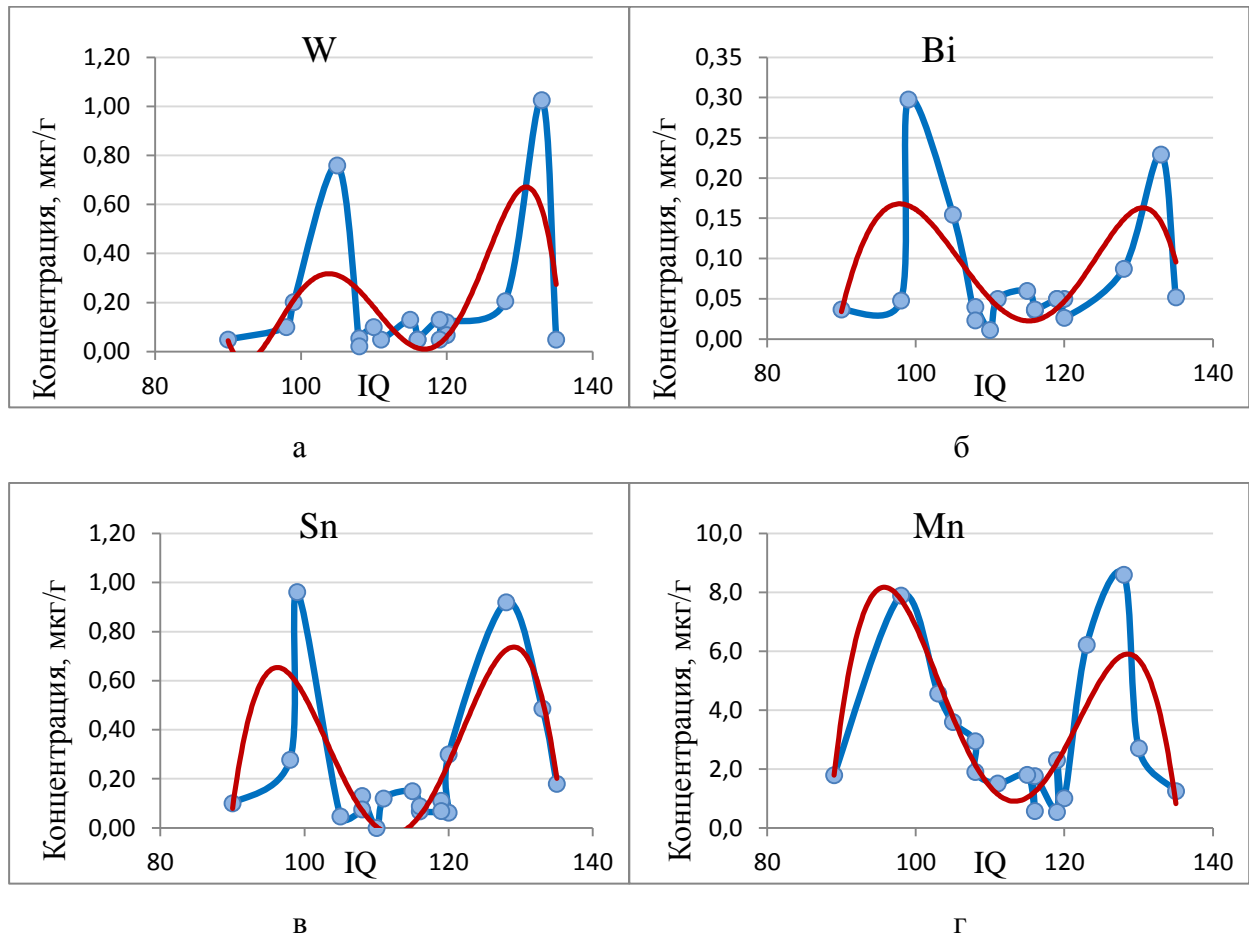 W
Концентрация, мкг/г
1,20
1,00
0,80
0,60
0,40
0,20
0,00
80 100 120 140
IQ
а
Bi
Концентрация, мкг/г
0,35
0,30
0,25
0,20
0,15
0,10
0,05
0,00
80 100 120 140
IQ
б
Sn
Концентрация, мкг/г
1,20
1,00
0,80
0,60
0,40
0,20
0,00
80 100 120 140
IQ
в
Mn
Концентрация, мкг/г
10,0
8,0
6,0
4,0
2,0
0,0
80 100 120 140
IQ
г